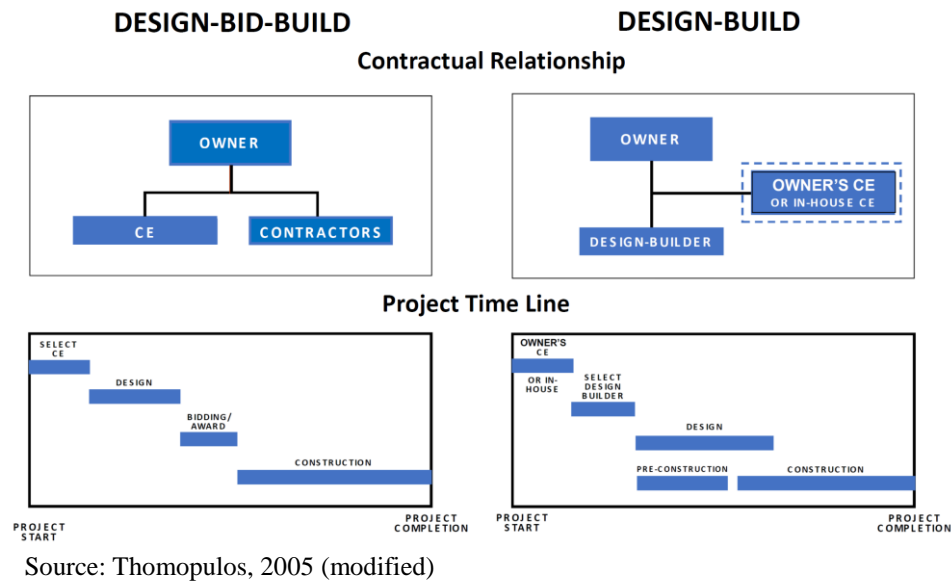 DESIGN-BID-BUILD
DESIGN-BUILD
Contractual Relationship
OWNER
CE
CONTRACTORS
OWNER
OWNER'S CE
OR IN-HOUSE CE
DESIGN-BUILDER
Project Time Line
SELECT
CE
DESIGN
BIDDING/
AWARD
CONSTRUCTION
PROJECT
START
PROJECT
COMPLETION
OWNER'S
CE
OR IN-
HOUSE
SELECT
DESIGN
BUILDER
DESIGN
PRE-CONSTRUCTION
CONSTRUCTION
PROJECT
START
PROJECT
COMPLETION
Source: Thomopulos, 2005 (modified)